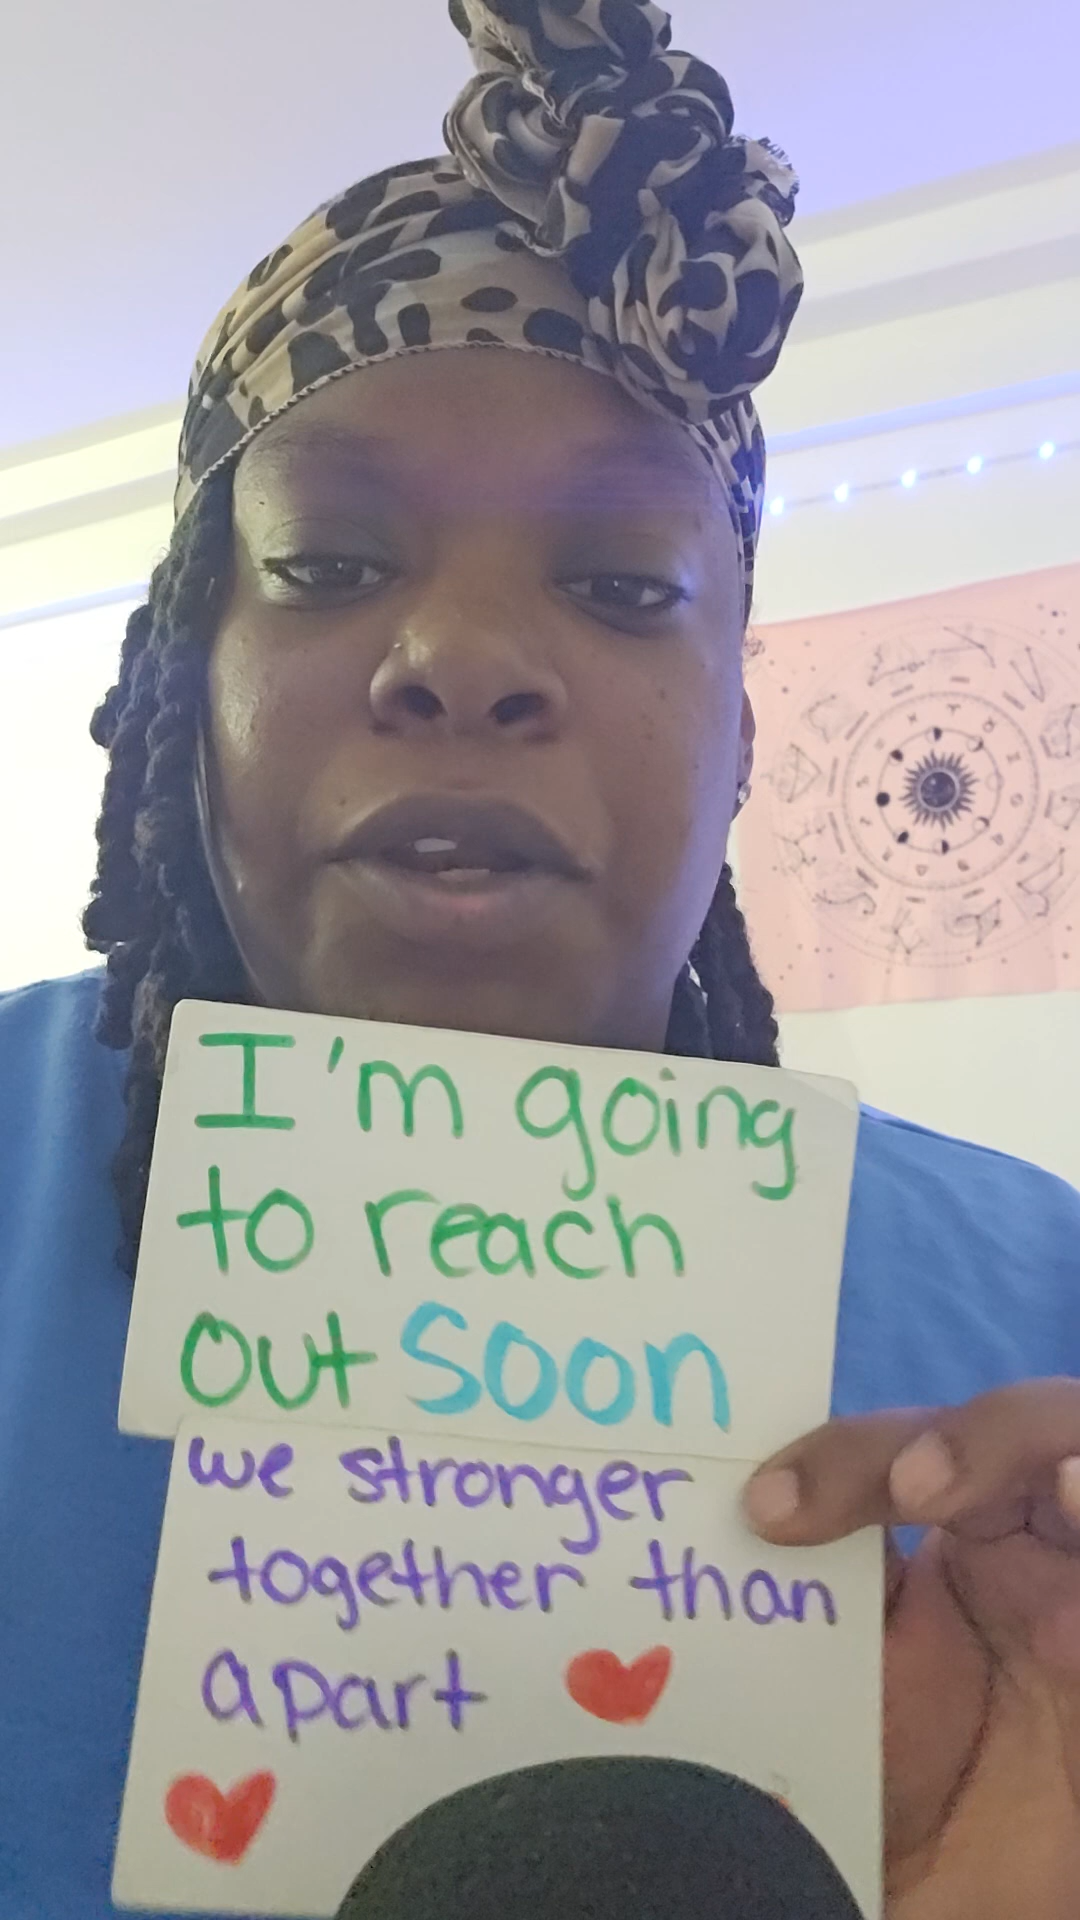 I'm going
to reach
out soon
we stronger
together than
apart